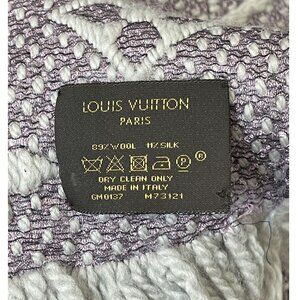 LOUIS VUITTON
PARIS
89% WOOL 11% SILK
DRY CLEAN ONLY
MADE IN ITALY
GM0137 M73121